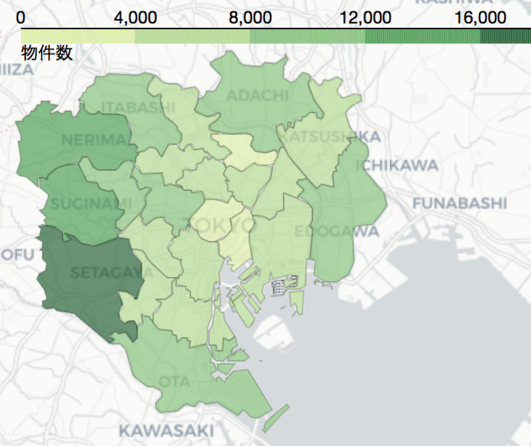 0 4,000 8,000 12,000 16,000
物件数
ITABASHI
ADACHI
NERIMA
KATSUSHIKA
ICHIKAWA
SUGINAMI
FUNABASHI
TOKYO
EDOGAWA
SETAGAYA
OTA
KAWASAKI